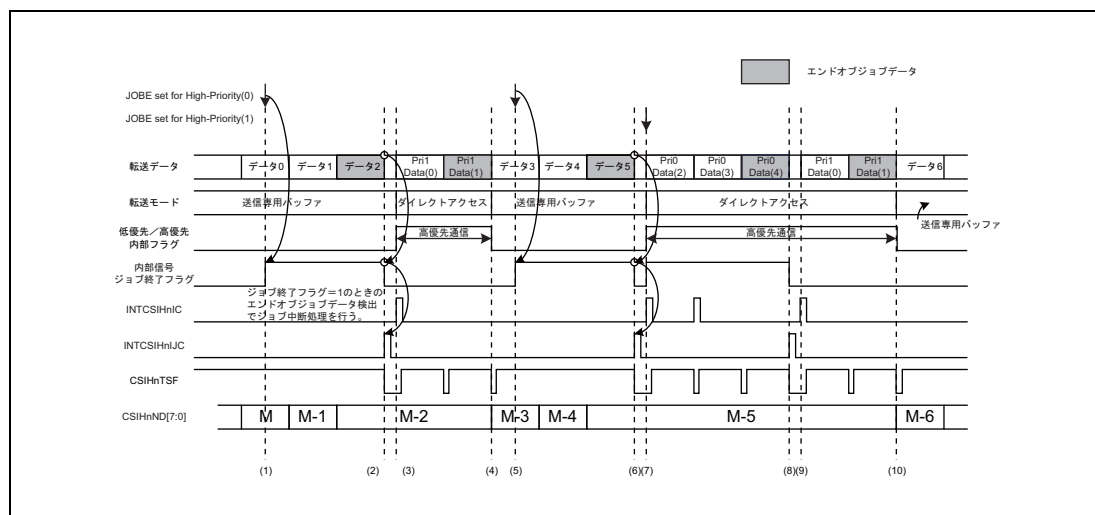 エンドオブジョブデータ
JOBE set for High-Priority(0)
JOBE set for High-Priority(1)
転送データ
データ0
データ1
データ2
Pri1
Data(0)
Pri1
Data(1)
データ3
データ4
データ5
Pri0
Data(2)
Pri0
Data(3)
Pri0
Data(4)
Pri1
Data(0)
Pri1
Data(1)
データ6
転送モード
送信専用バッファ
ダイレクトアクセス
送信専用バッファ
ダイレクトアクセス
送信専用バッファ
低優先/高優先
内部フラグ
高優先通信
高優先通信
内部信号
ジョブ終了フラグ
ジョブ終了フラグ=1のときの
エンドオブジョブデータ検出
でジョブ中断処理を行う。
INTCSIHnIC
INTCSIHnIJC
CSIHnTSF
CSIHnND[7:0]
M
M-1
M-2
M-3
M-4
M-5
M-6
(1)
(2)
(3)
(4)
(5)
(6)
(7)
(8)
(9)
(10)